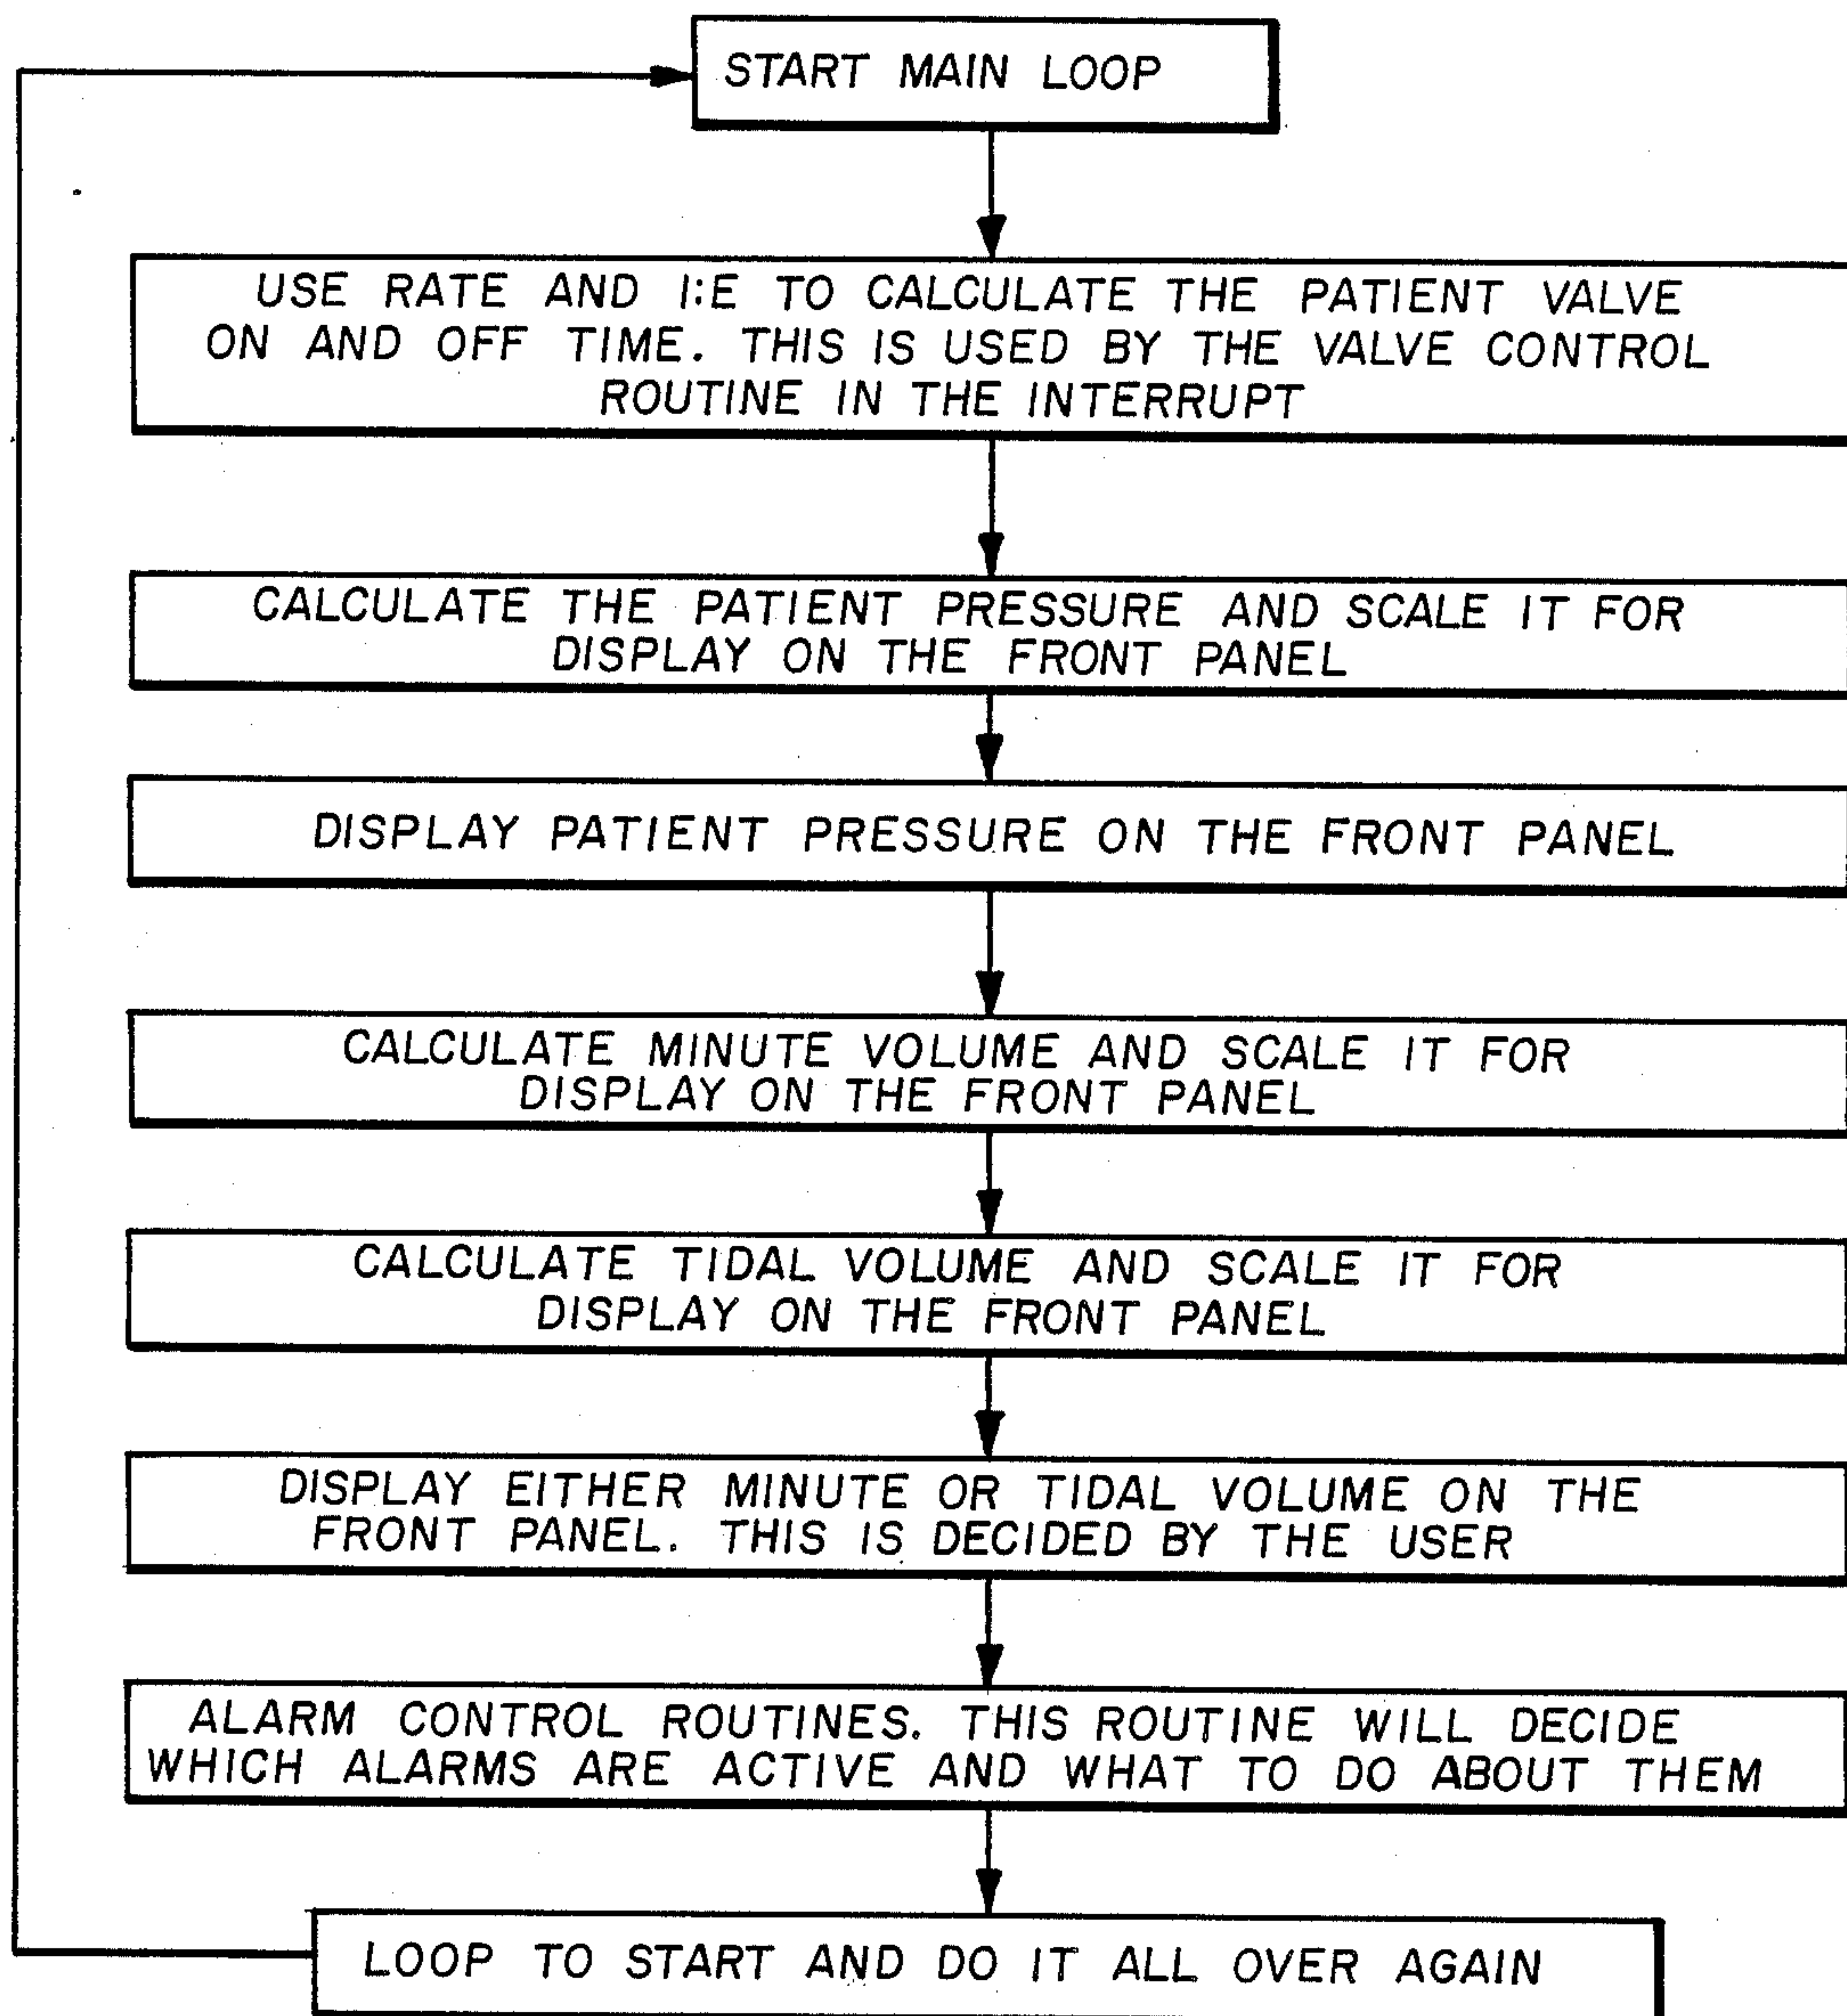 START MAIN LOOP
USE RATE AND I:E TO CALCULATE THE PATIENT VALVE
ON AND OFF TIME. THIS IS USED BY THE VALVE CONTROL
ROUTINE IN THE INTERRUPT
CALCULATE THE PATIENT PRESSURE AND SCALE IT FOR
DISPLAY ON THE FRONT PANEL
DISPLAY PATIENT PRESSURE ON THE FRONT PANEL
CALCULATE MINUTE VOLUME AND SCALE IT FOR
DISPLAY ON THE FRONT PANEL
CALCULATE TIDAL VOLUME AND SCALE IT FOR
DISPLAY ON THE FRONT PANEL
DISPLAY EITHER MINUTE OR TIDAL VOLUME ON THE
FRONT PANEL. THIS IS DECIDED BY THE USER
ALARM CONTROL ROUTINES. THIS ROUTINE WILL DECIDE
WHICH ALARMS ARE ACTIVE AND WHAT TO DO ABOUT THEM
LOOP TO START AND DO IT ALL OVER AGAIN